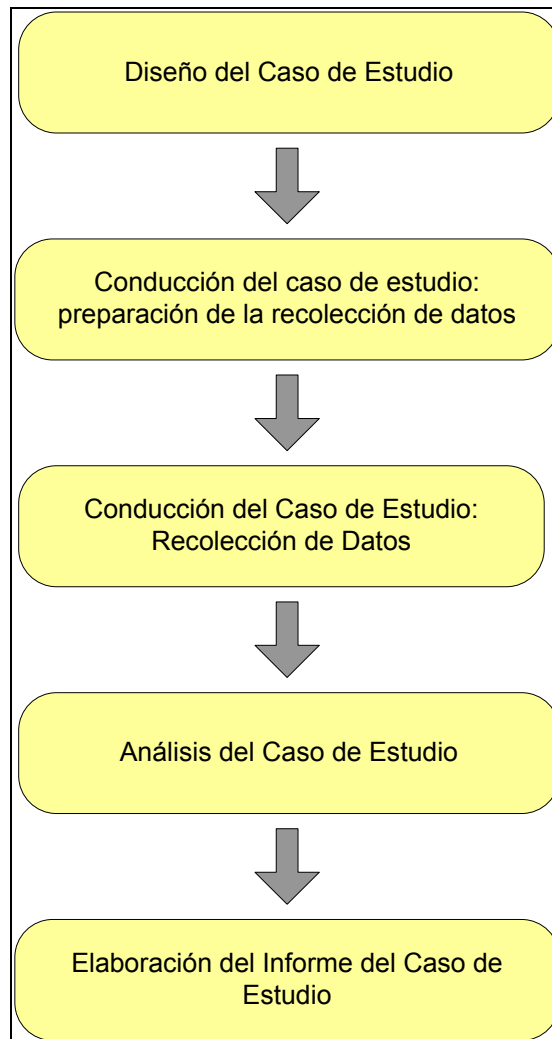 Diseño del Caso de Estudio
Conducción del caso de estudio:
preparación de la recolección de datos
Conducción del Caso de Estudio:
Recolección de Datos
Análisis del Caso de Estudio
Elaboración del Informe del Caso de
Estudio